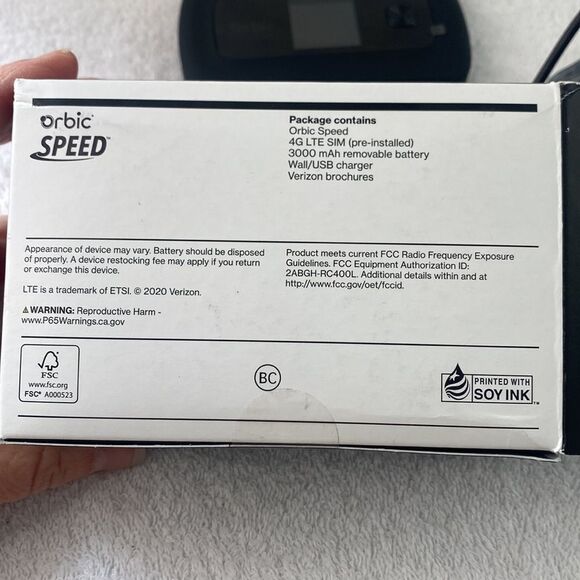 Orbic
SPEED™
Package contains
Orbic Speed
4G LTE SIM (pre-installed)
3000 mAh removable battery
Wall/USB charger
Verizon brochures
Appearance of device may vary. Battery should be disposed
of properly. A device restocking fee may apply if you return
or exchange this device.
LTE is a trademark of ETSI. © 2020 Verizon.
⚠WARNING: Reproductive Harm -
www.P65Warnings.ca.gov
Product meets current FCC Radio Frequency Exposure
Guidelines. FCC Equipment Authorization ID:
2ABGH-RC400L. Additional details within and at
http://www.fcc.gov/oet/fccid.
FSC
www.fsc.org
FSC® A000523
BC
PRINTED WITH
SOY INK™